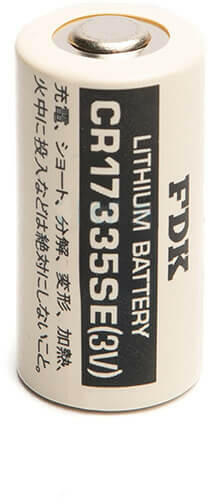 FDK
LITHIUM BATTERY
CR17335SE(3V)
充電、ショート、分解、変形、加熱、
火中に投入などは絶対にしないこと。